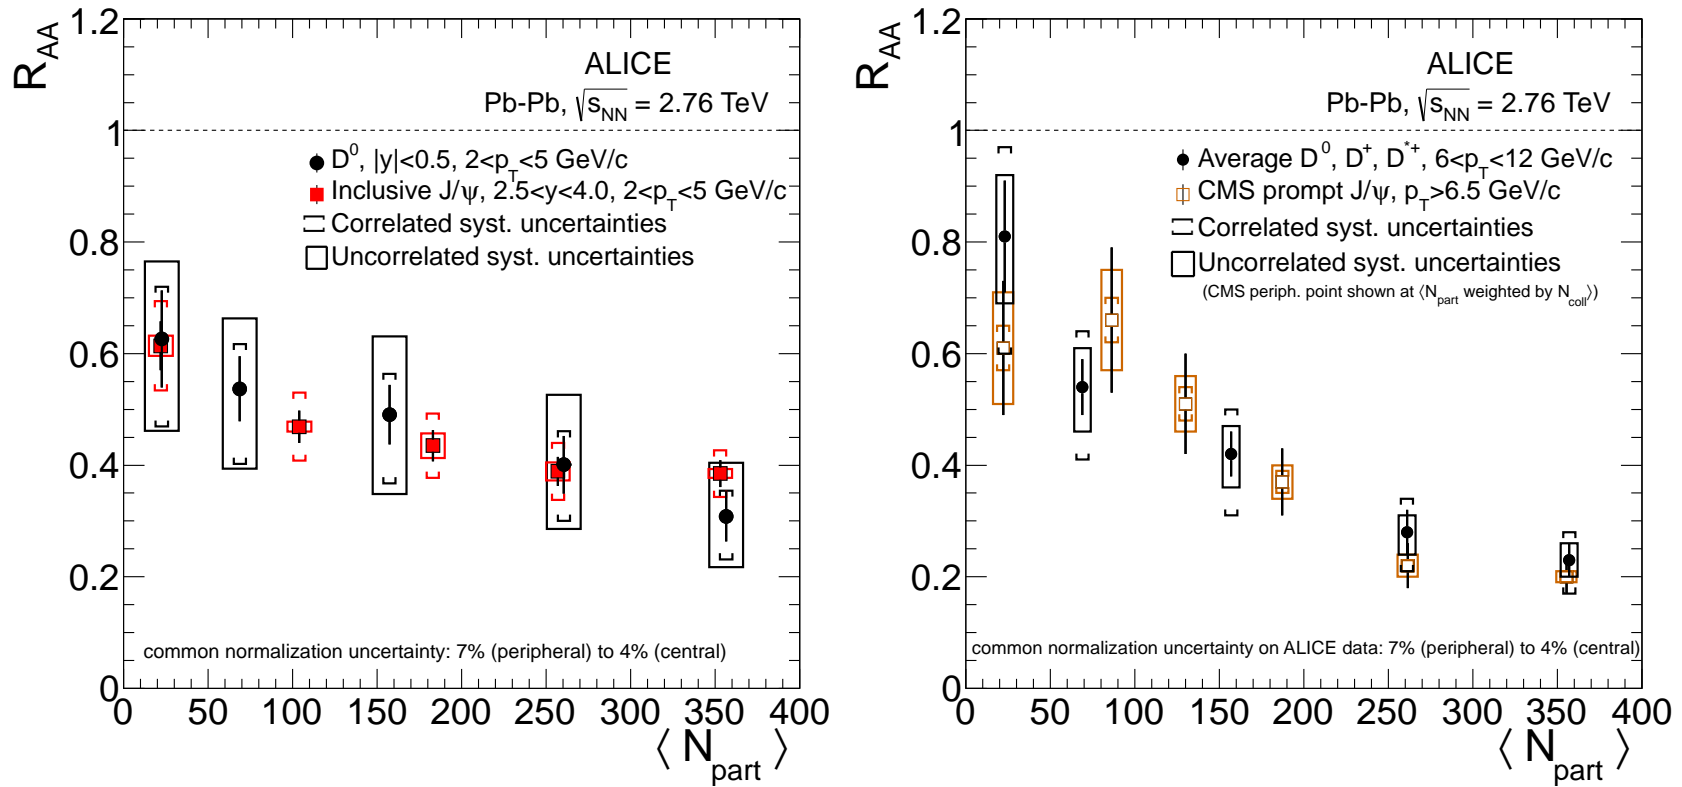 R_AA
1.2
1
0.8
0.6
0.4
0.2
0
ALICE
Pb-Pb, √s_NN = 2.76 TeV
D^0, |y|<0.5, 2<p_T<5 GeV/c
Inclusive J/ψ, 2.5<y<4.0, 2<p_T<5 GeV/c
Correlated syst. uncertainties
Uncorrelated syst. uncertainties
common normalization uncertainty: 7% (peripheral) to 4% (central)
0 50 100 150 200 250 300 350 400
⟨ N_part ⟩
R_AA
1.2
1
0.8
0.6
0.4
0.2
0
ALICE
Pb-Pb, √s_NN = 2.76 TeV
Average D^0, D^+, D^*+, 6<p_T<12 GeV/c
CMS prompt J/ψ, p_T>6.5 GeV/c
Correlated syst. uncertainties
Uncorrelated syst. uncertainties
(CMS periph. point shown at ⟨N_part weighted by N_coll⟩)
common normalization uncertainty on ALICE data: 7% (peripheral) to 4% (central)
0 50 100 150 200 250 300 350 400
⟨ N_part ⟩